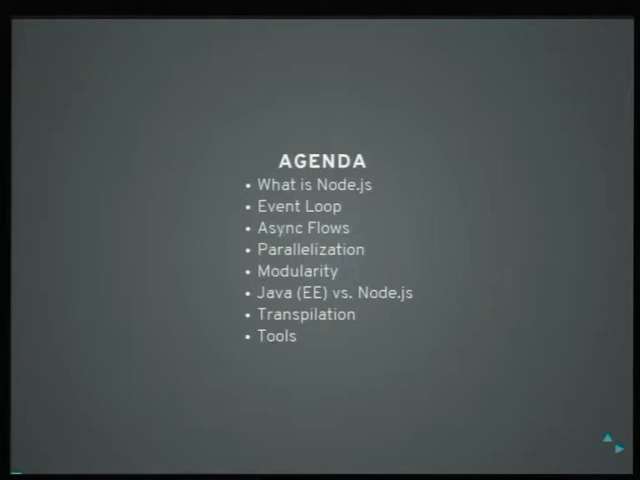 AGENDA
• What is Node.js
• Event Loop
• Async Flows
• Parallelization
• Modularity
• Java (EE) vs. Node.js
• Transpilation
• Tools